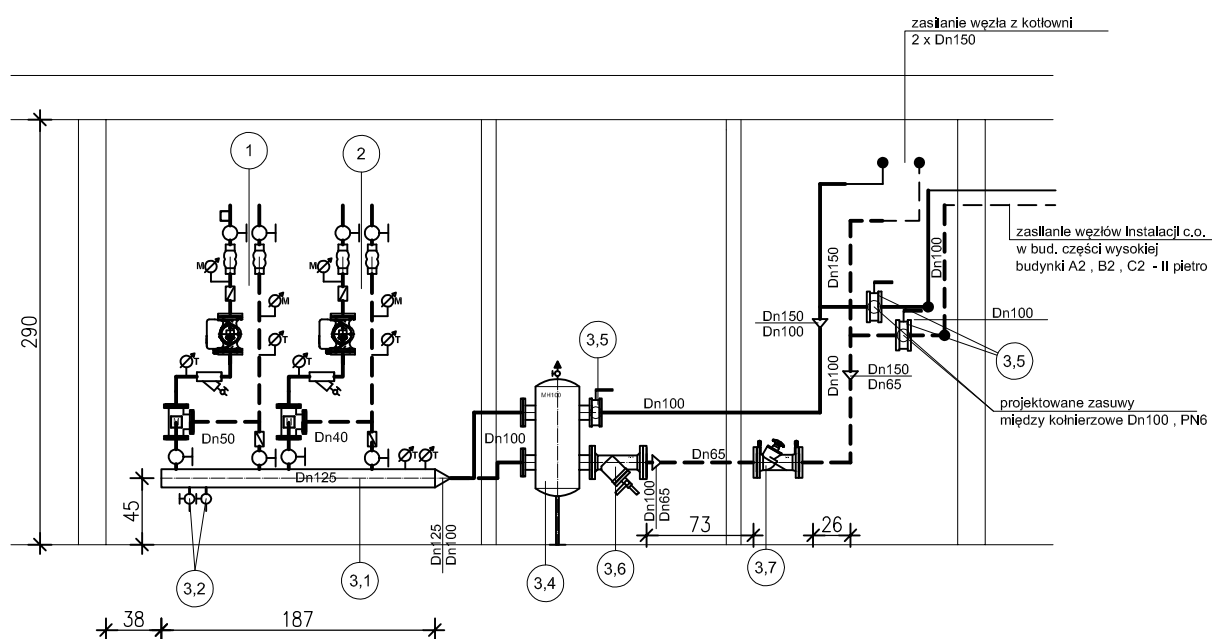 zasilanie węzła z kotłowni
2 x Dn150
1
2
290
M
M
M
M
T
T
T
T
Dn50
Dn40
T
T
Dn125
45
3,2
3,1
38
187
Dn125
Dn100
Dn100
MH100
3,4
3,5
Dn100
Dn65
3,6
Dn100
Dn65
73
3,7
26
Dn150
Dn150
Dn100
Dn100
Dn150
Dn65
Dn100
zasilanie węzłów Instalacji c.o.
w bud. części wysokiej
budynki A2 , B2 , C2 - II pietro
Dn100
3,5
projektowane zasuwy
między kołnierzowe Dn100 , PN6